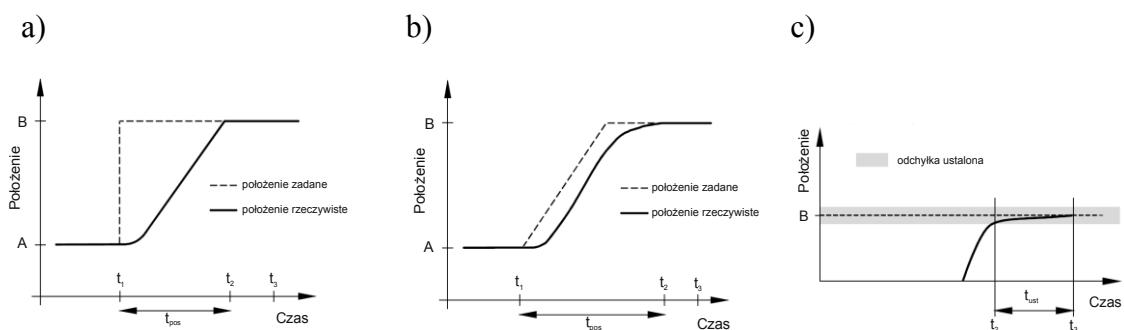 a)
Położenie
B
A
położenie zadane
położenie rzeczywiste
t1
t2
t3
tpos
Czas
b)
Położenie
B
A
położenie zadane
położenie rzeczywiste
t1
t2
t3
tpos
Czas
c)
Położenie
odchyłka ustalona
B
tust
Czas
t2
t3